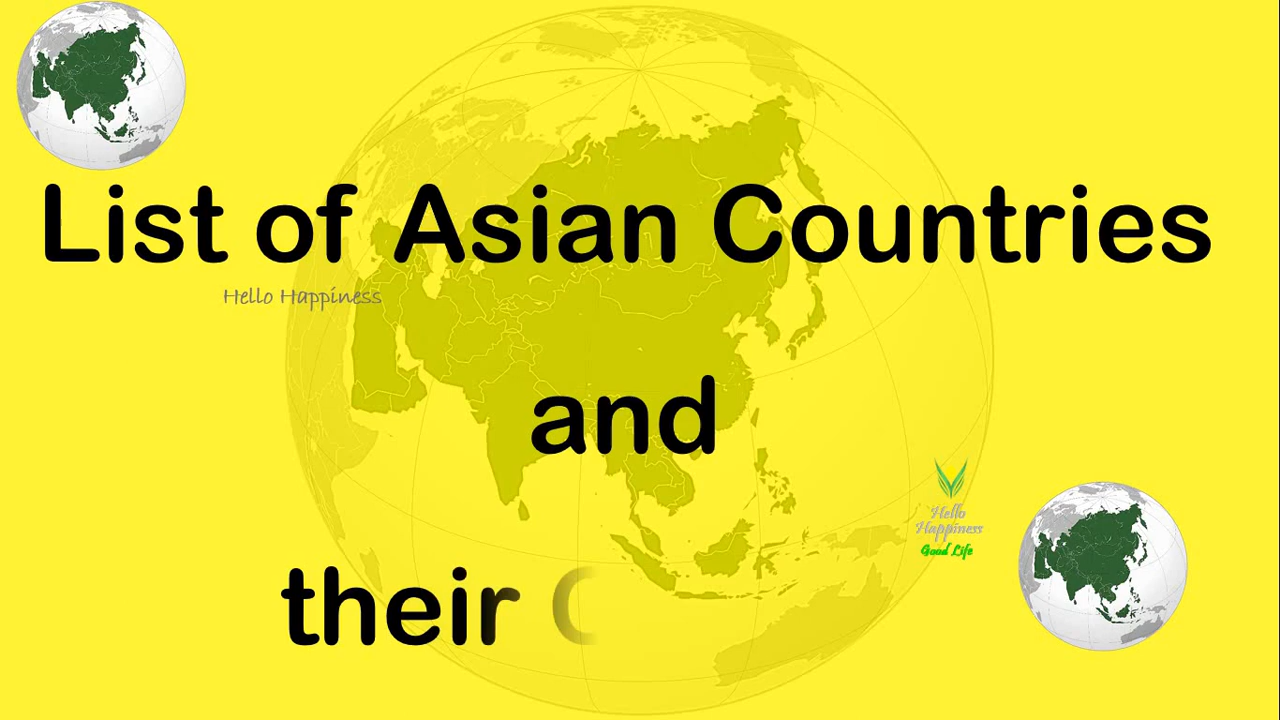 List of Asian Countries
Hello Happiness
and
Hello
Happiness
Good Life
their C